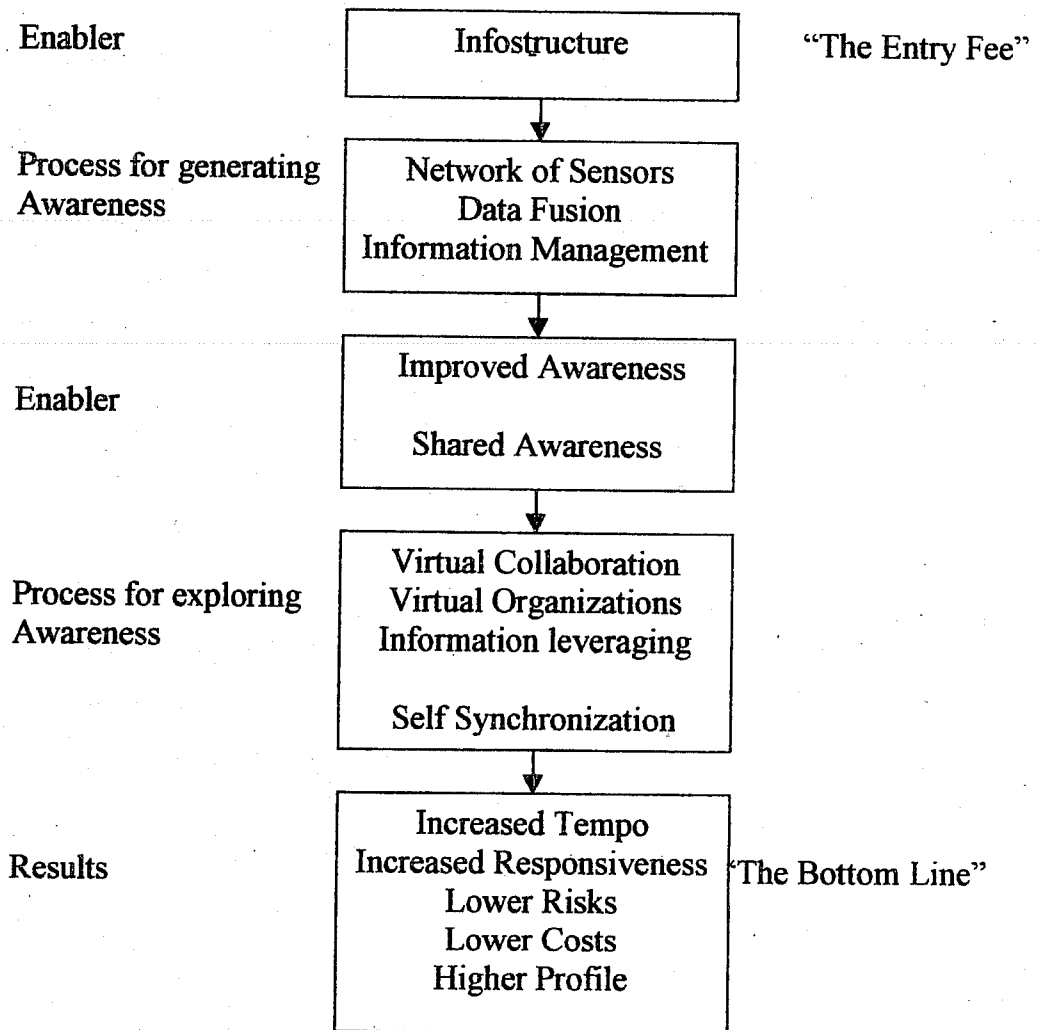 Enabler
Infostructure
“The Entry Fee”
Process for generating
Awareness
Network of Sensors
Data Fusion
Information Management
Enabler
Improved Awareness
Shared Awareness
Process for exploring
Awareness
Virtual Collaboration
Virtual Organizations
Information leveraging
Self Synchronization
Results
Increased Tempo
Increased Responsiveness
Lower Risks
Lower Costs
Higher Profile
“The Bottom Line”